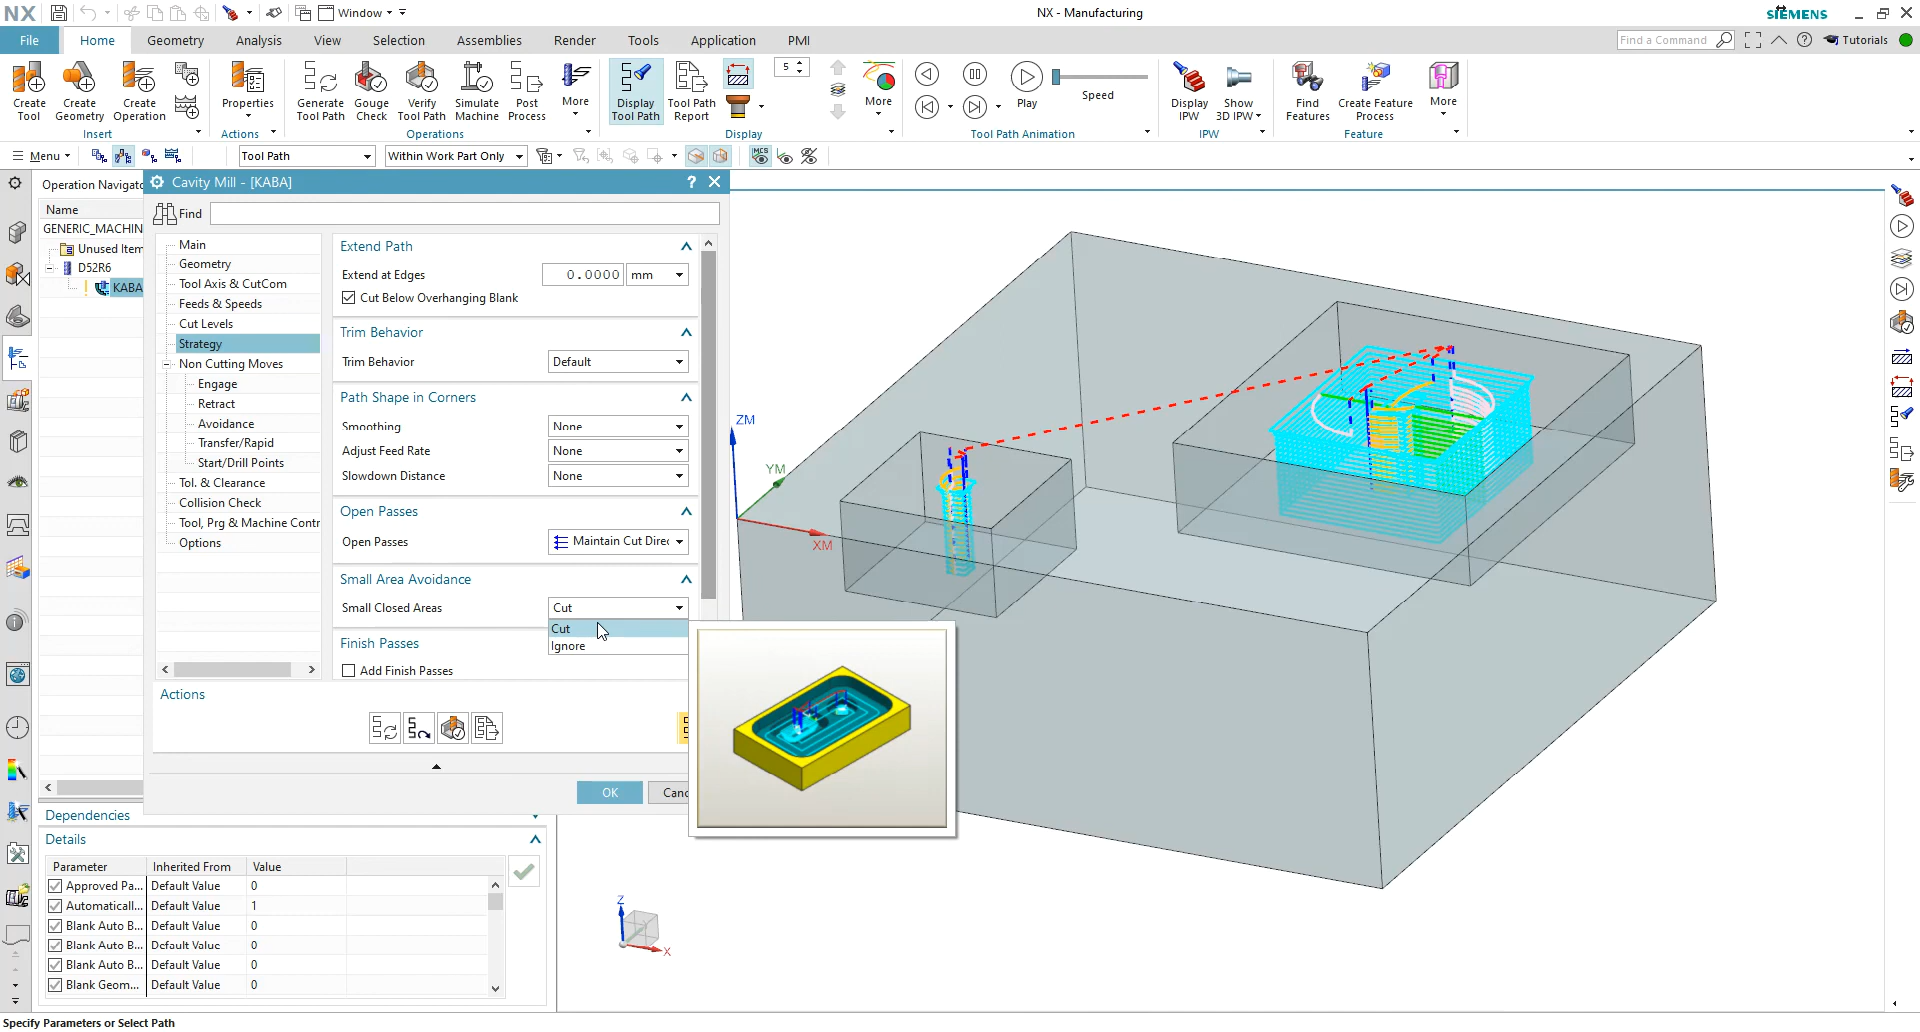 NX
Window
NX - Manufacturing
SIEMENS
File
Home
Geometry
Analysis
View
Selection
Assemblies
Render
Tools
Application
PMI
Find a Command
Tutorials
Create Tool
Create Geometry
Create Operation
Insert
Properties
Actions
Generate Tool Path
Gouge Check
Verify Tool Path
Simulate Machine
Post Process
More
Operations
Display Tool Path
Tool Path Report
5
More
Display
Play
Speed
Tool Path Animation
Display IPW
Show 3D IPW
IPW
Find Features
Create Feature Process
More
Feature
Menu
Tool Path
Within Work Part Only
MCS
Operation Navigato
Name
GENERIC_MACHIN
Unused Item
D52R6
KABA
Cavity Mill - [KABA]
Find
Main
Geometry
Tool Axis & CutCom
Feeds & Speeds
Cut Levels
Strategy
Non Cutting Moves
Engage
Retract
Avoidance
Transfer/Rapid
Start/Drill Points
Tol. & Clearance
Collision Check
Tool, Prg & Machine Contr
Options
Extend Path
Extend at Edges 0.0000 mm
Cut Below Overhanging Blank
Trim Behavior
Trim Behavior Default
Path Shape in Corners
Smoothing None
Adjust Feed Rate None
Slowdown Distance None
Open Passes
Open Passes Maintain Cut Direc
Small Area Avoidance
Small Closed Areas Cut
Cut
Ignore
Finish Passes
Add Finish Passes
Actions
OK
Canc
ZM
YM
XM
Z
X
Dependencies
Details
Parameter Inherited From Value
Approved Pa... Default Value 0
Automaticall... Default Value 1
Blank Auto B... Default Value 0
Blank Auto B... Default Value 0
Blank Auto B... Default Value 0
Blank Geom... Default Value 0
Specify Parameters or Select Path